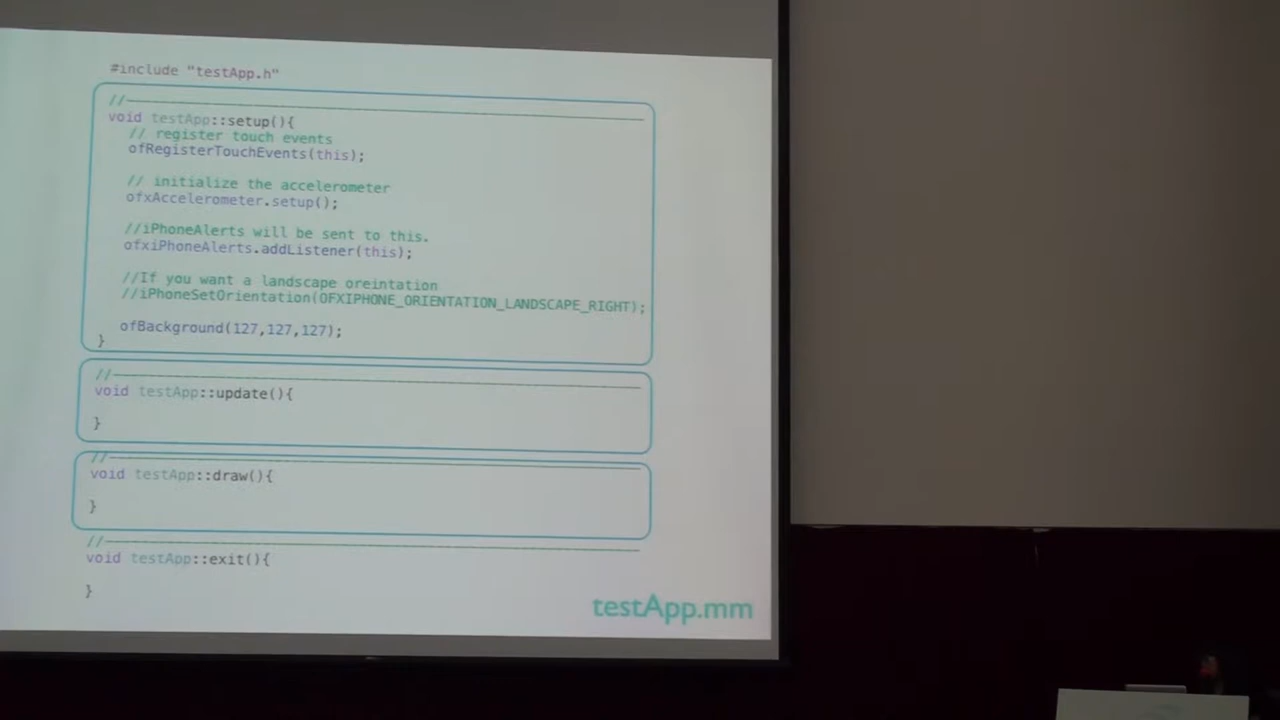 #include "testApp.h"
//
void testApp::setup(){
// register touch events
ofRegisterTouchEvents(this);
// initialize the accelerometer
ofxAccelerometer.setup();
//iPhoneAlerts will be sent to this.
ofxiPhoneAlerts.addListener(this);
//If you want a landscape oreintation
//iPhoneSetOrientation(OFXIPHONE_ORIENTATION_LANDSCAPE_RIGHT);
ofBackground(127,127,127);
}
//
void testApp::update(){
}
//
void testApp::draw(){
}
//
void testApp::exit(){
}
testApp.mm